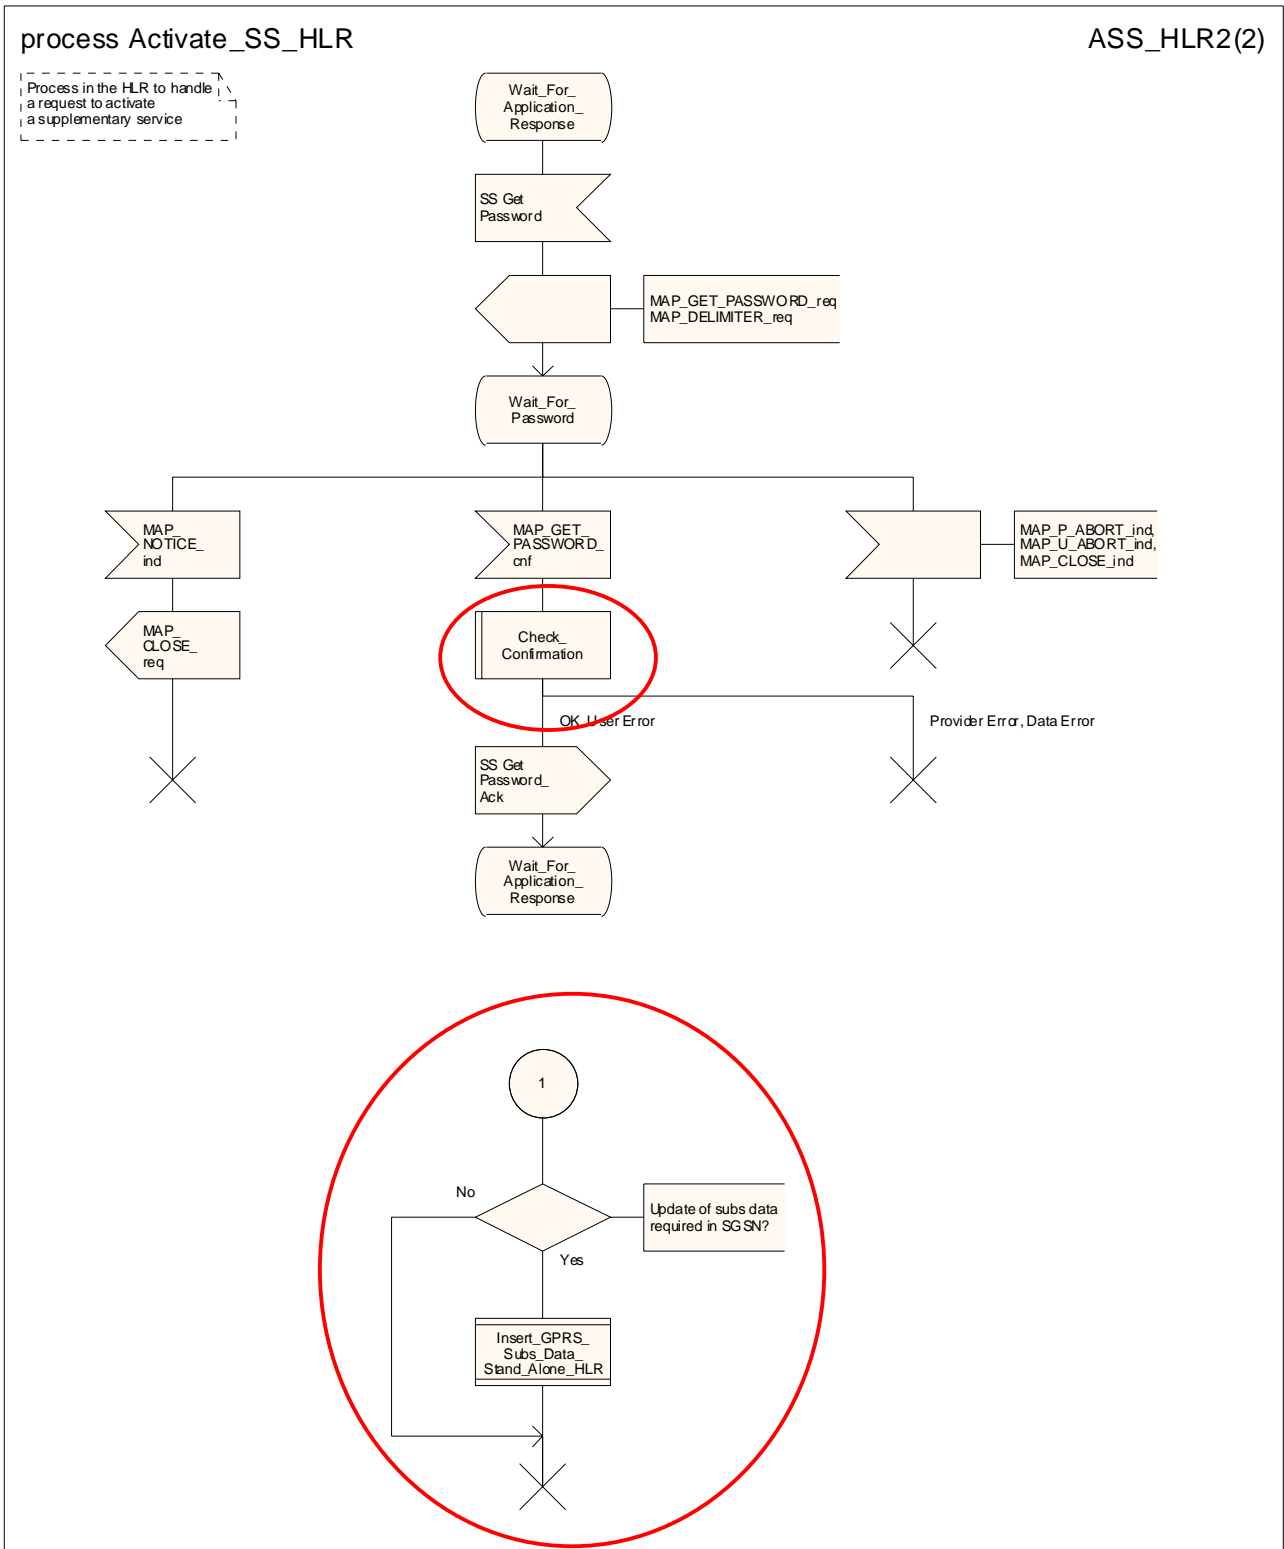 process Activate_SS_HLR
ASS_HLR2(2)
Process in the HLR to handle
a request to activate
a supplementary service
Wait_For_
Application_
Response
SS Get
Password
MAP_GET_PASSWORD_req
MAP_DELIMITER_req
Wait_For_
Password
MAP_
NOTICE_
ind
MAP_GET_
PASSWORD_
cnf
MAP_P_ABORT_ind,
MAP_U_ABORT_ind,
MAP_CLOSE_ind
MAP_
CLOSE_
req
Check_
Confirmation
OK, User Error
Provider Error, Data Error
SS Get
Password_
Ack
Wait_For_
Application_
Response
1
No
Update of subs data
required in SGSN?
Yes
Insert_GPRS_
Subs_Data_
Stand_Alone_HLR